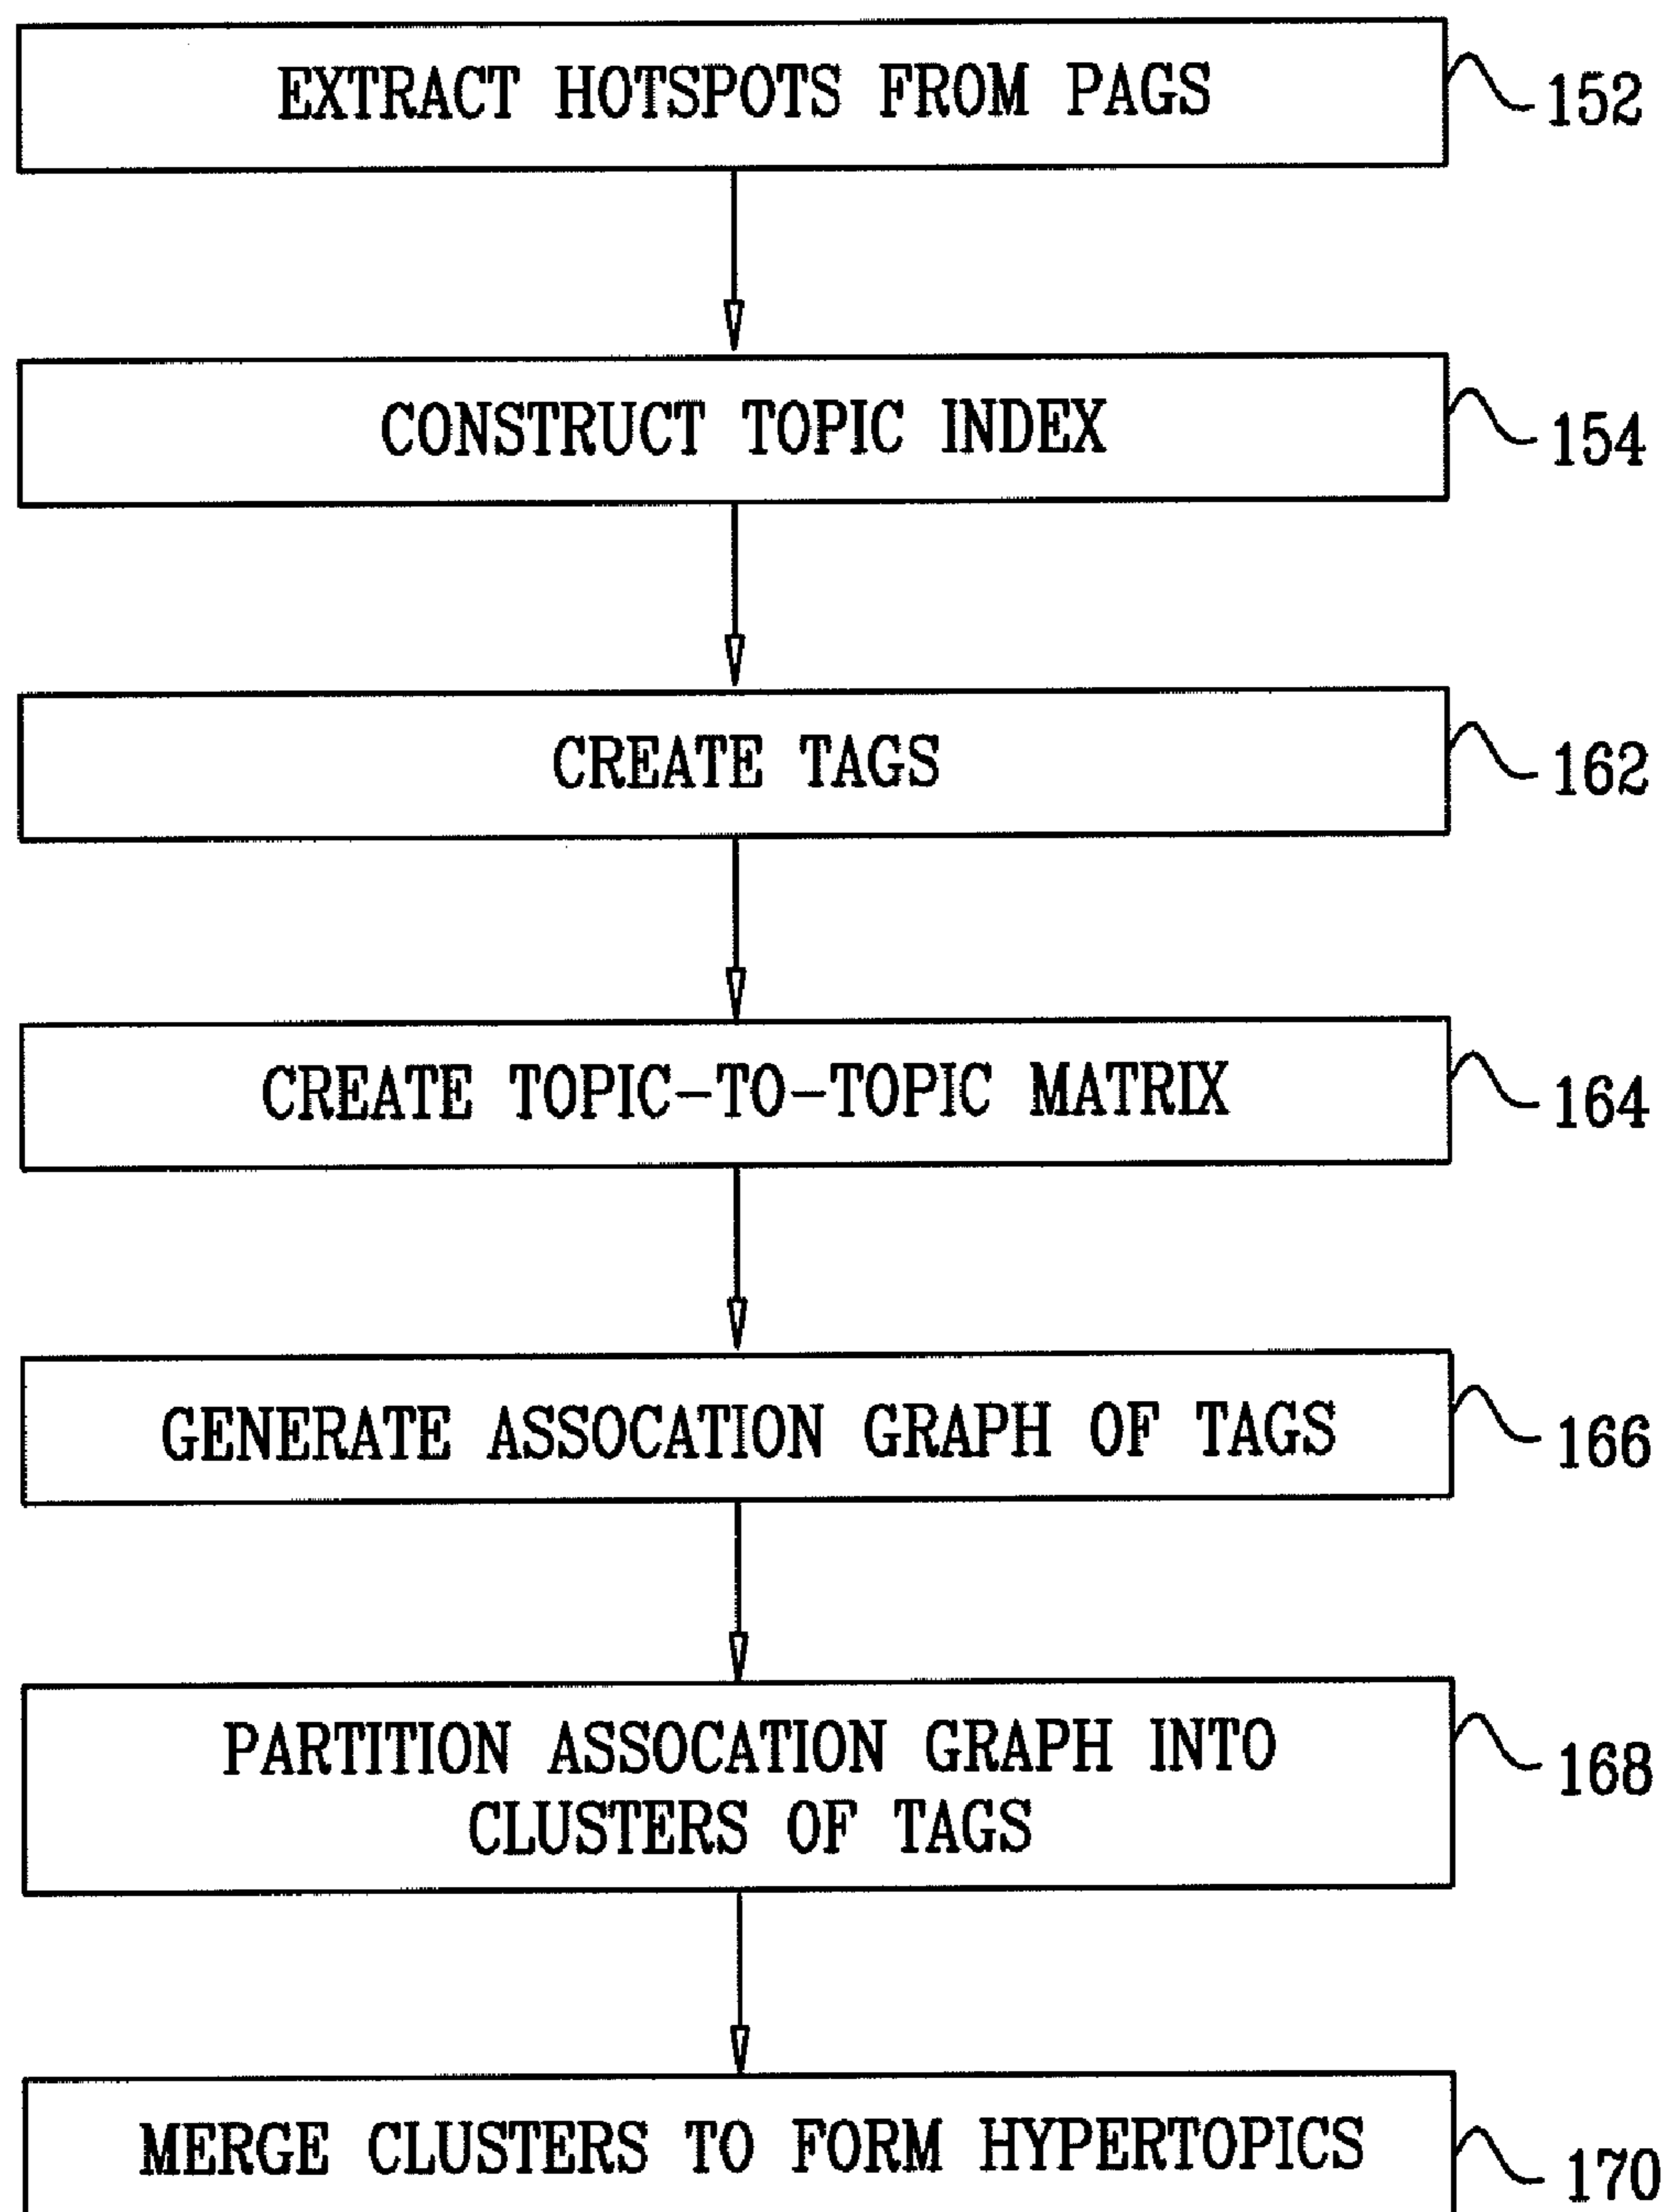 EXTRACT HOTSPOTS FROM PAGS
152
CONSTRUCT TOPIC INDEX
154
CREATE TAGS
162
CREATE TOPIC-TO-TOPIC MATRIX
164
GENERATE ASSOCATION GRAPH OF TAGS
166
PARTITION ASSOCATION GRAPH INTO
CLUSTERS OF TAGS
168
MERGE CLUSTERS TO FORM HYPERTOPICS
170